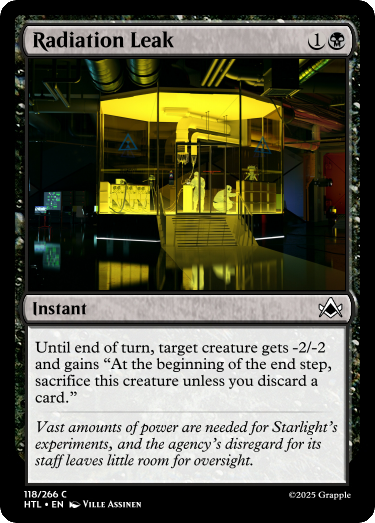 Radiation Leak 1
Instant
Until end of turn, target creature gets -2/-2
and gains “At the beginning of the end step,
sacrifice this creature unless you discard a
card.”
Vast amounts of power are needed for Starlight’s
experiments, and the agency’s disregard for its
staff leaves little room for oversight.
118/266 C
HTL • EN Ville Assinen
©2025 Grapple